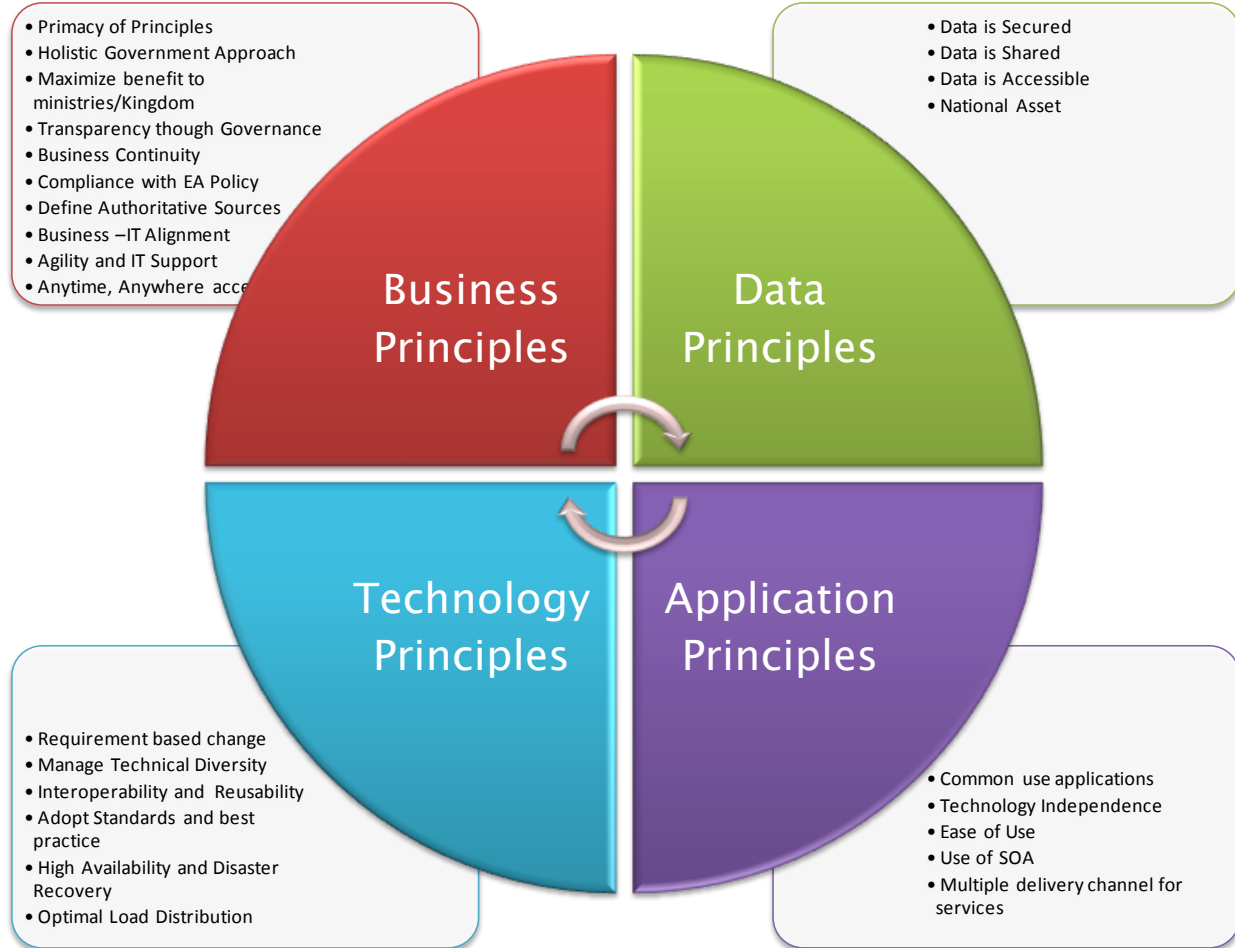 • Primacy of Principles
• Holistic Government Approach
• Maximize benefit to
ministries/Kingdom
• Transparency though Governance
• Business Continuity
• Compliance with EA Policy
• Define Authoritative Sources
• Business –IT Alignment
• Agility and IT Support
• Anytime, Anywhere acce
• Data is Secured
• Data is Shared
• Data is Accessible
• National Asset
Business
Principles
Data
Principles
Technology
Principles
Application
Principles
• Requirement based change
• Manage Technical Diversity
• Interoperability and Reusability
• Adopt Standards and best
practice
• High Availability and Disaster
Recovery
• Optimal Load Distribution
• Common use applications
• Technology Independence
• Ease of Use
• Use of SOA
• Multiple delivery channel for
services